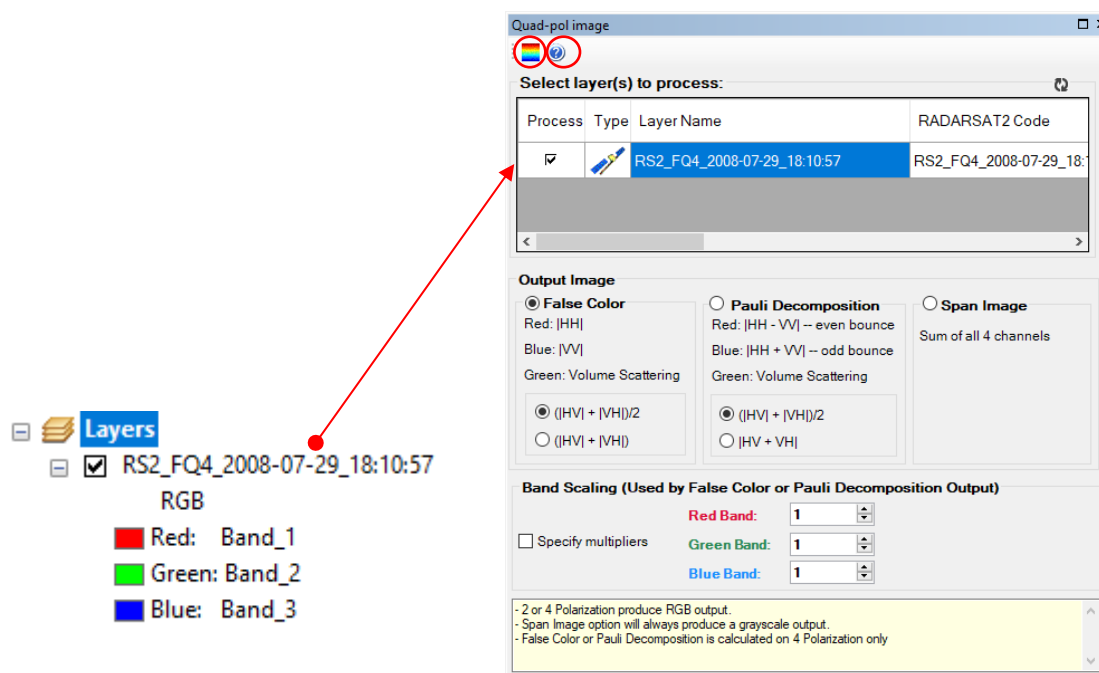 Quad-pol image
Select layer(s) to process:
Process Type Layer Name RADARSAT2 Code
RS2_FQ4_2008-07-29_18:10:57 RS2_FQ4_2008-07-29_18:
Output Image
False Color
Red: |HH|
Blue: |VV|
Green: Volume Scattering
(|HV| + |VH|)/2
(|HV| + |VH|)
Pauli Decomposition
Red: |HH - VV| -- even bounce
Blue: |HH + VV| -- odd bounce
Green: Volume Scattering
(|HV| + |VH|)/2
|HV + VH|
Span Image
Sum of all 4 channels
Band Scaling (Used by False Color or Pauli Decomposition Output)
Specify multipliers
Red Band: 1
Green Band: 1
Blue Band: 1
- 2 or 4 Polarization produce RGB output.
- Span Image option will always produce a grayscale output.
- False Color or Pauli Decomposition is calculated on 4 Polarization only
Layers
RS2_FQ4_2008-07-29_18:10:57
RGB
Red: Band_1
Green: Band_2
Blue: Band_3